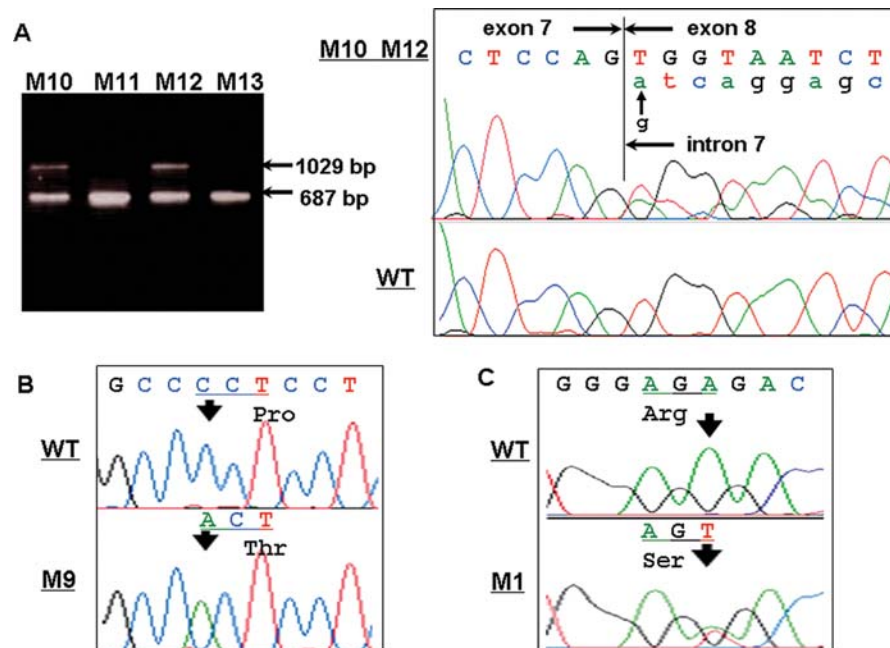 A
M10 M11 M12 M13
1029 bp
687 bp
exon 7 exon 8
M10 M12
C T C C A G T G G T A A T C T
a t c a g g a g c
g
intron 7
WT
B
G C C C C T C C T
Pro
WT
A C T
Thr
M9
C
G G G A G A G A C
Arg
WT
A G T
Ser
M1